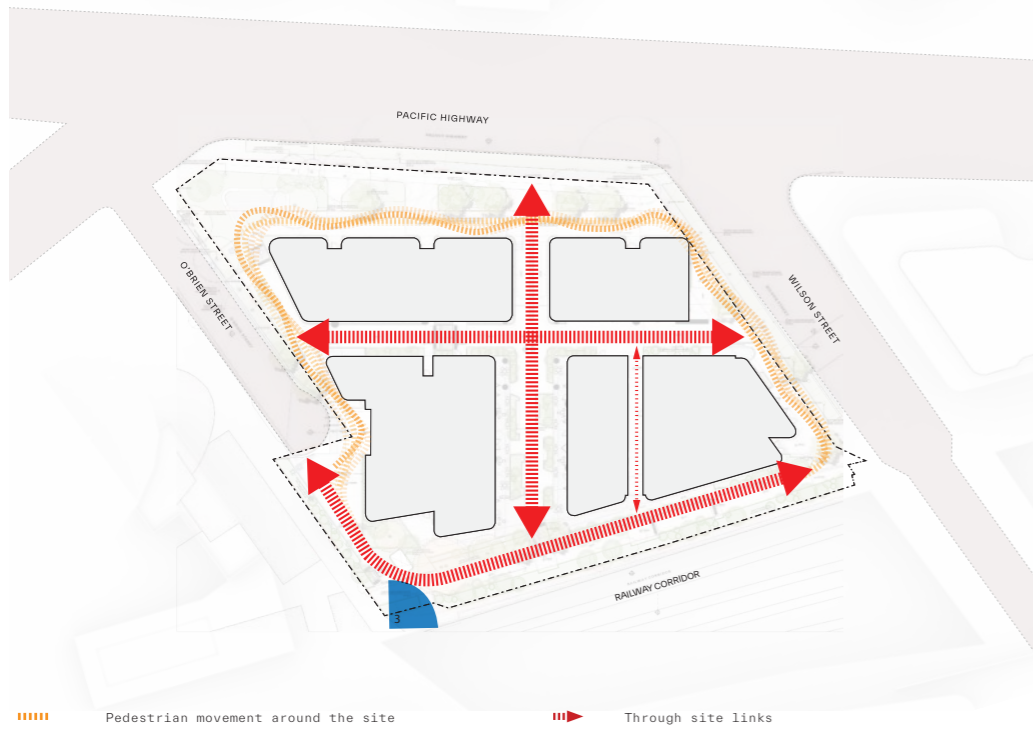 PACIFIC HIGHWAY
O'BRIEN STREET
WILSON STREET
RAILWAY CORRIDOR
3
Pedestrian movement around the site
Through site links